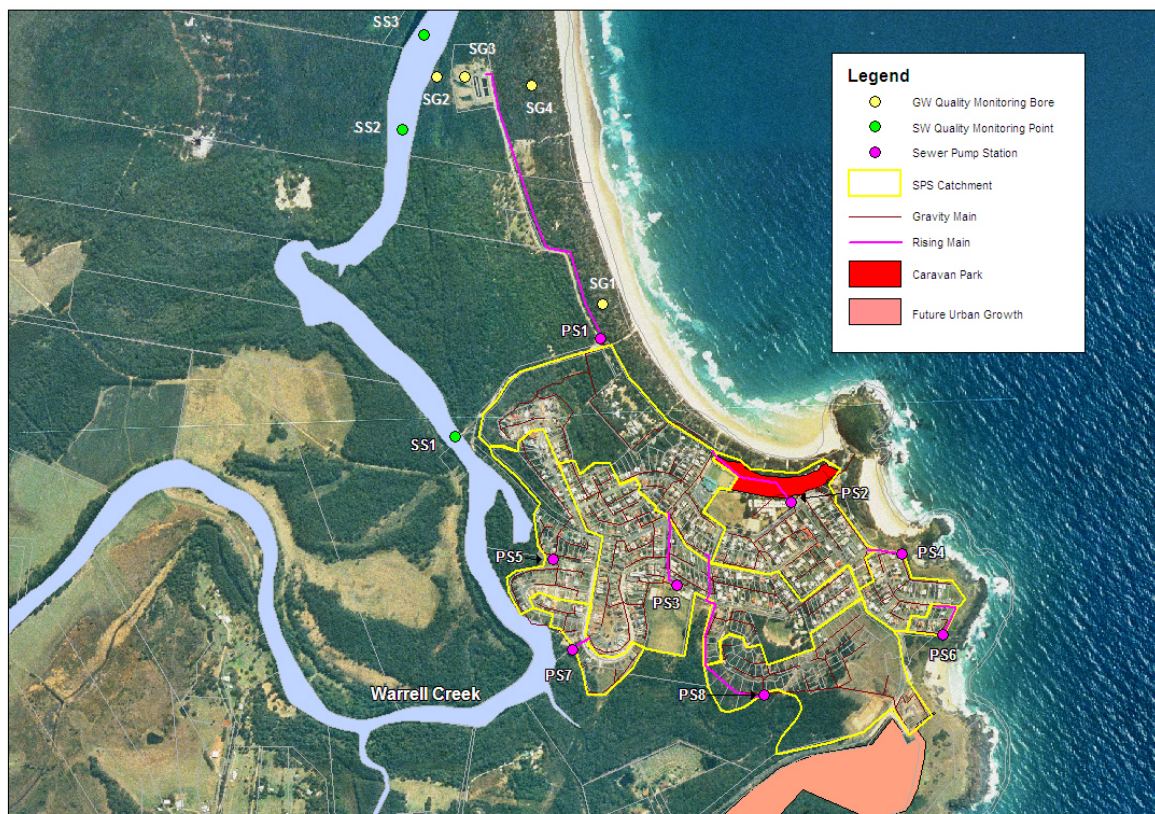 SS3
SG3
SG2
SG4
SS2
Legend
GW Quality Monitoring Bore
SW Quality Monitoring Point
Sewer Pump Station
SPS Catchment
Gravity Main
Rising Main
Caravan Park
Future Urban Growth
SG1
PS1
SS1
PS2
PS5
PS4
PS3
PS6
PS7
Warrell Creek
PS8